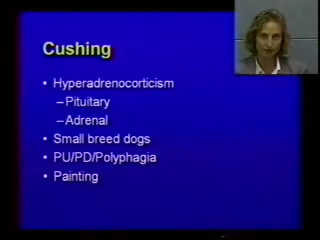 Cushing
• Hyperadrenocorticism
– Pituitary
– Adrenal
• Small breed dogs
• PU/PD/Polyphagia
• Painting